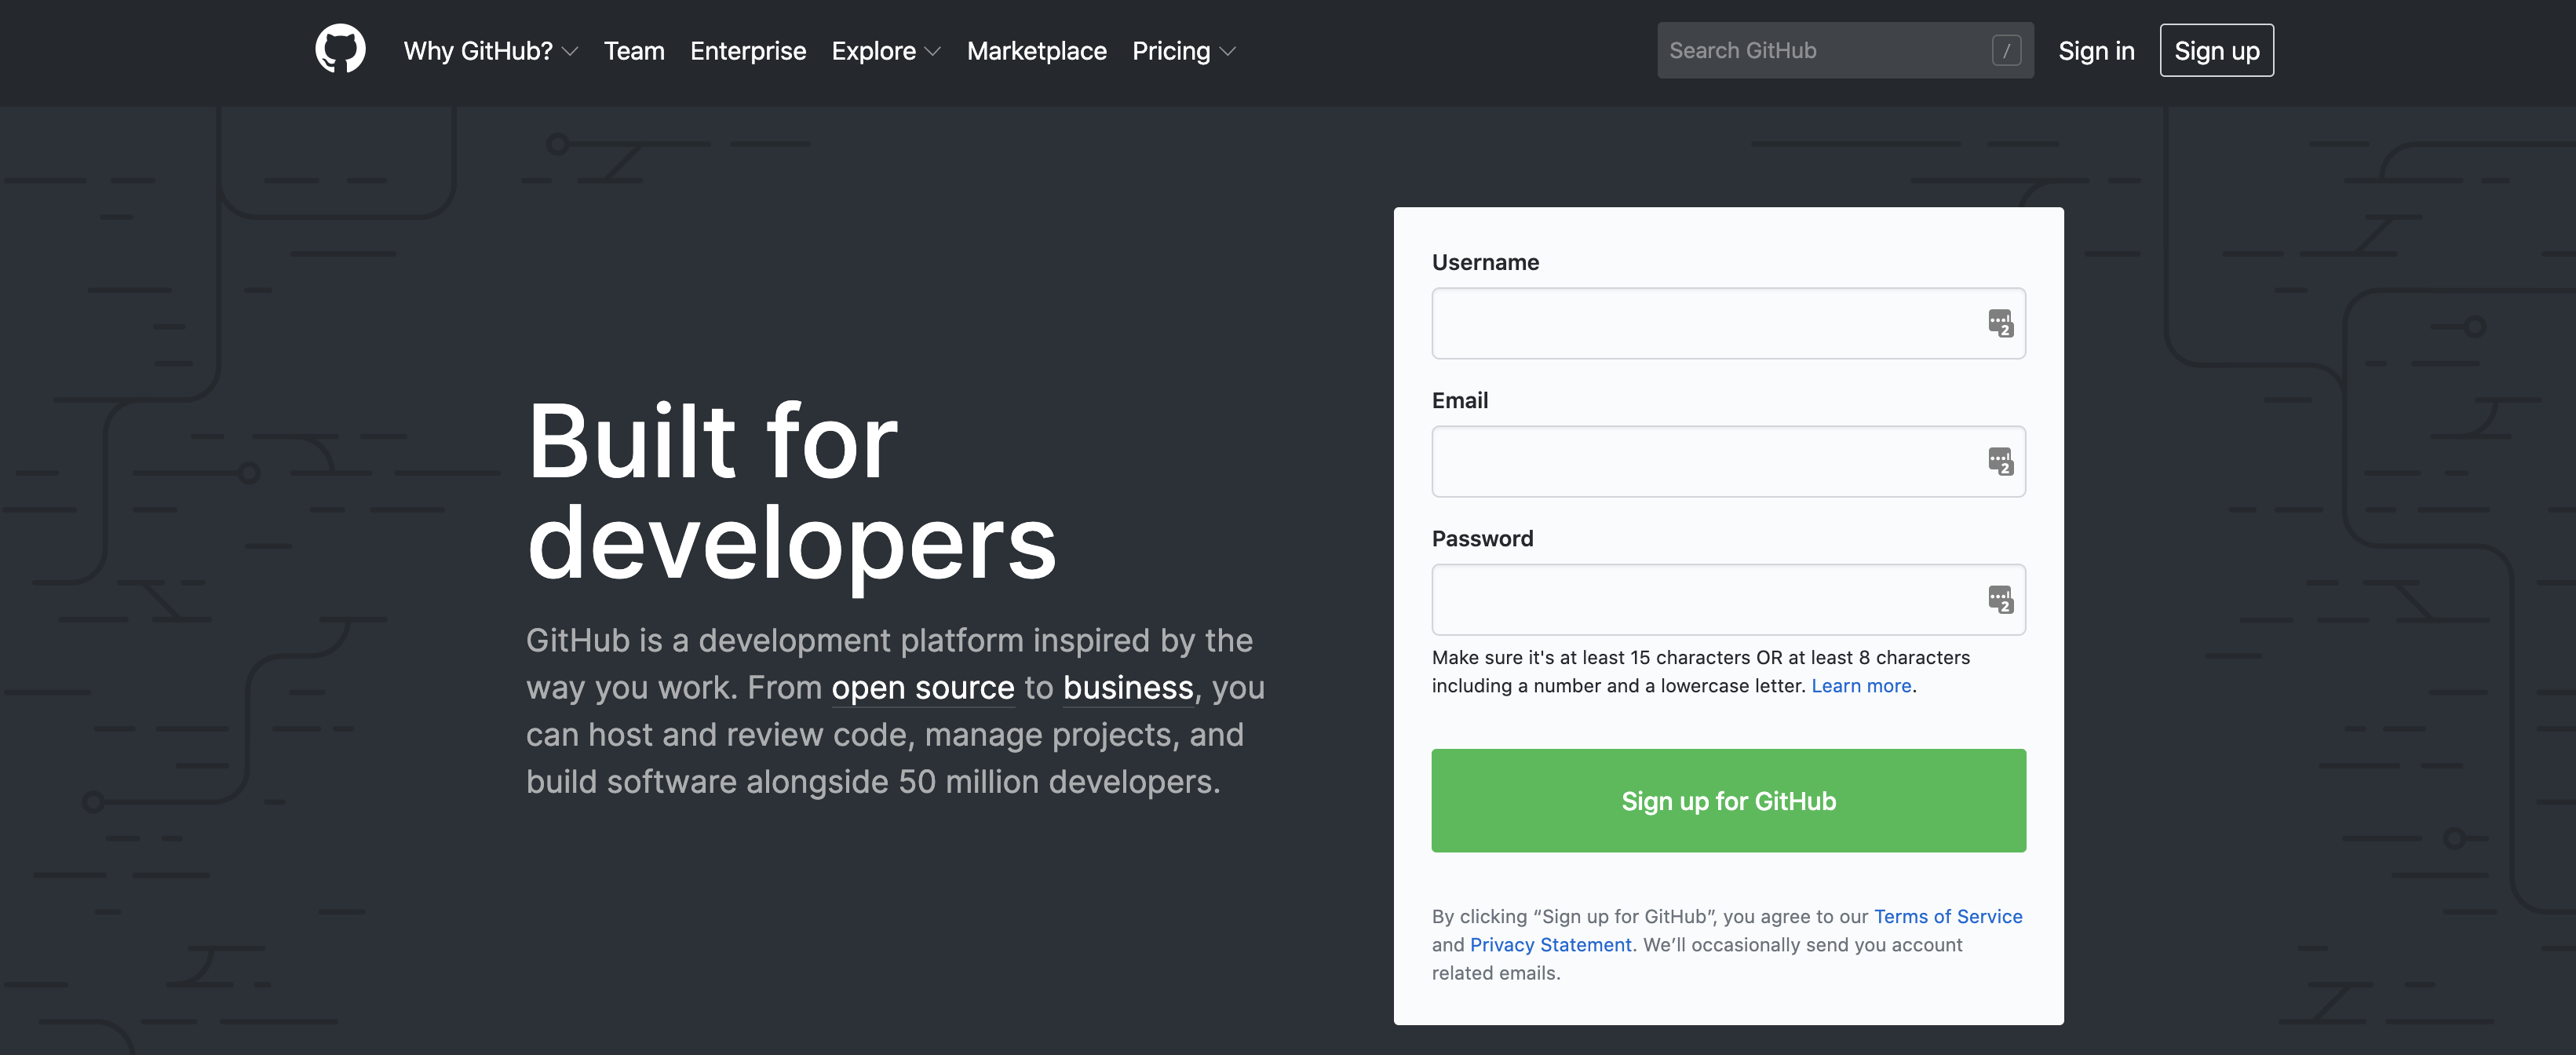 Why GitHub? Team Enterprise Explore Marketplace Pricing Search GitHub / Sign in Sign up
Built for
developers
GitHub is a development platform inspired by the
way you work. From open source to business, you
can host and review code, manage projects, and
build software alongside 50 million developers.
Username
2
Email
2
Password
2
Make sure it's at least 15 characters OR at least 8 characters
including a number and a lowercase letter. Learn more.
Sign up for GitHub
By clicking “Sign up for GitHub”, you agree to our Terms of Service
and Privacy Statement. We’ll occasionally send you account
related emails.